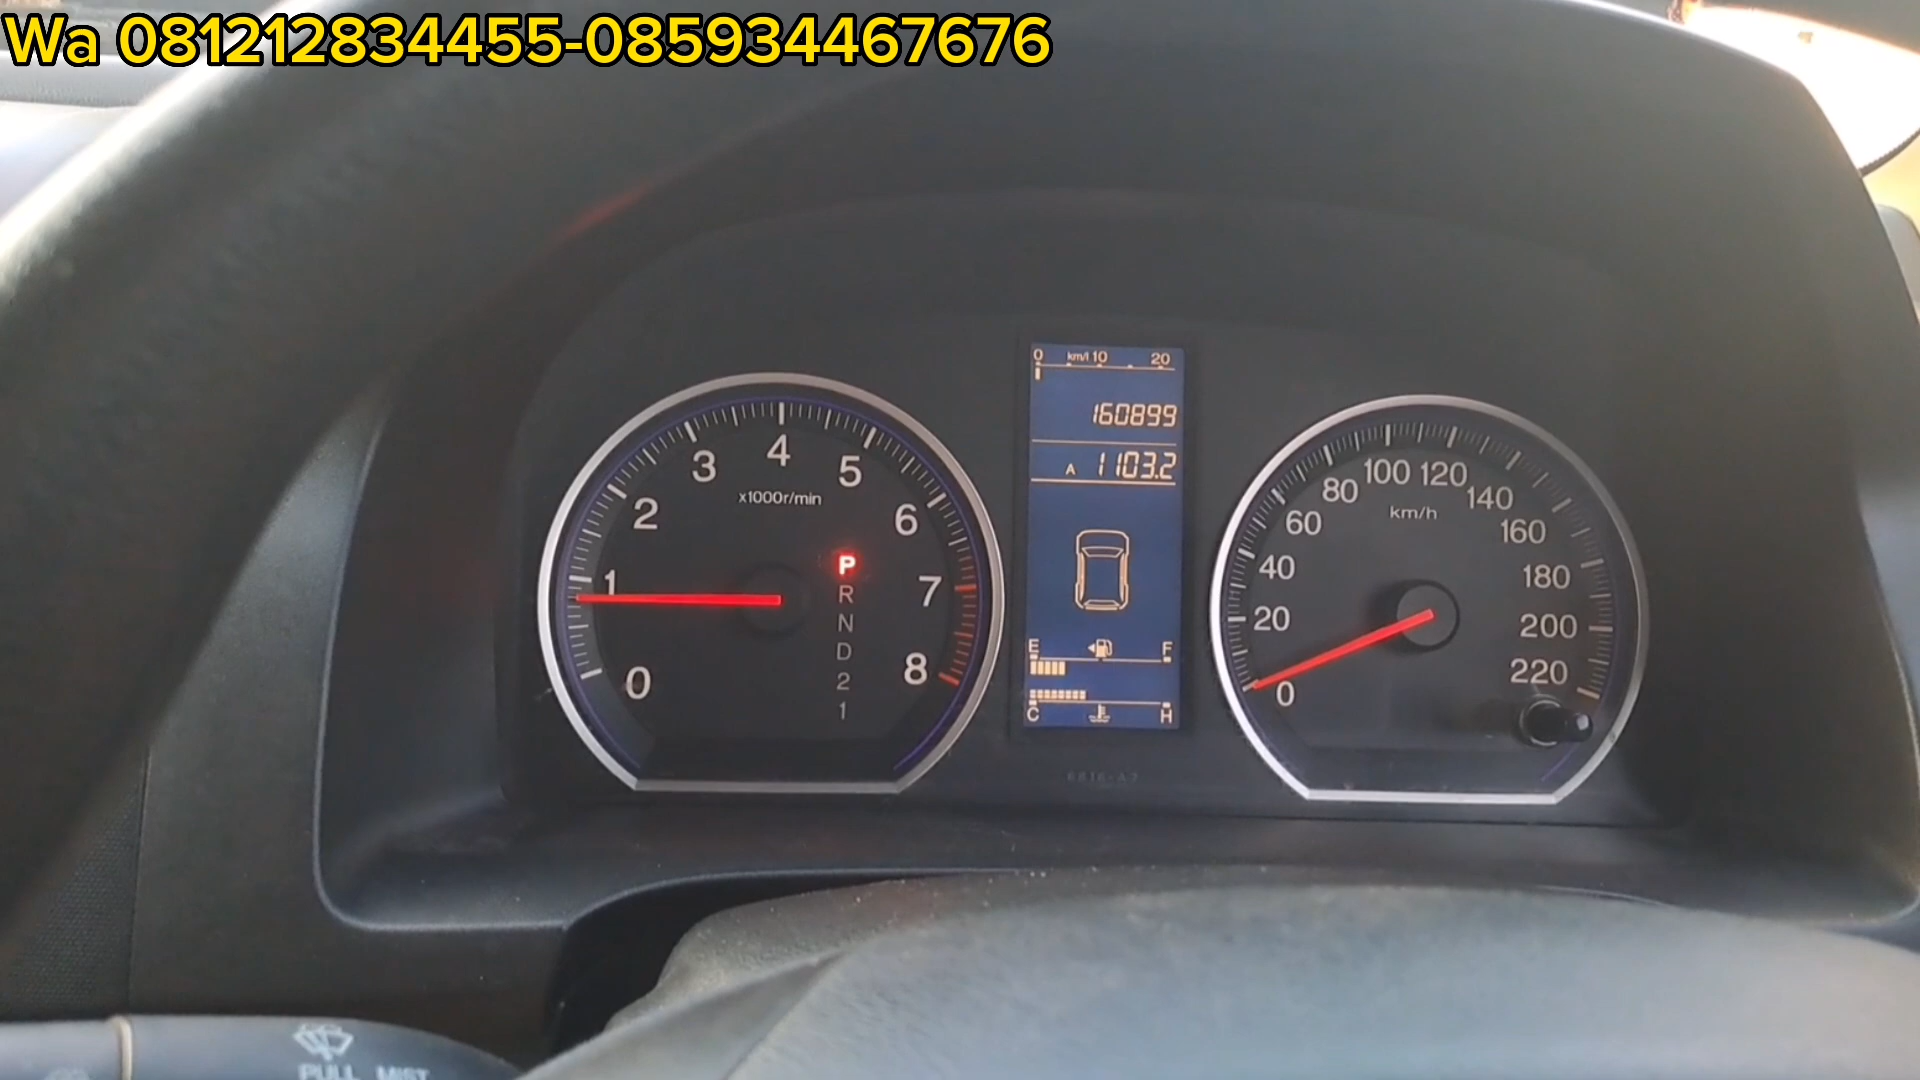 Wa 081212834455-085934467676
0 km/l 10 20
160899
A 1103.2
E F
C H
0 1 2 3 4 5 6 7 8
x1000r/min
P
R
N
D
2
1
0 20 40 60 80 100 120 140 160 180 200 220
km/h
PULL MIST